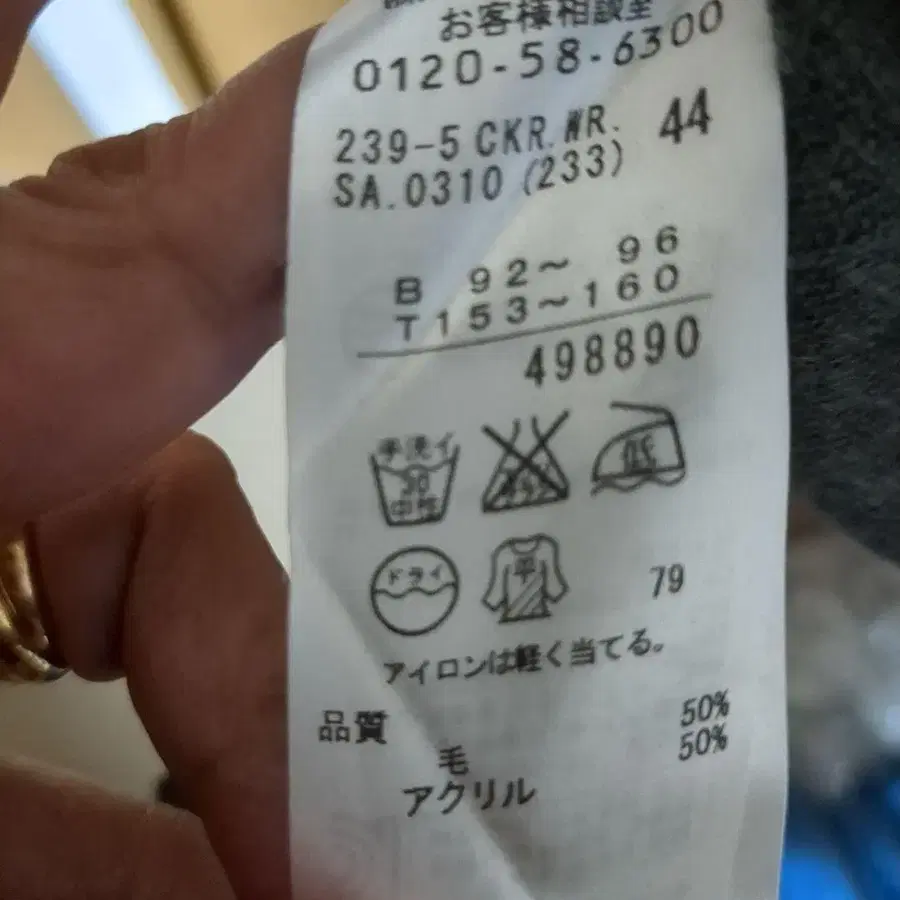 お客様相談室
0120-58-6300
239-5 CKR.WR. 44
SA.0310 (233)
B 92～ 96
T153～160
498890
手洗イ
30
中性
中
ドライ
平
79
アイロンは軽く当てる。
品質
50%
50%
毛
アクリル